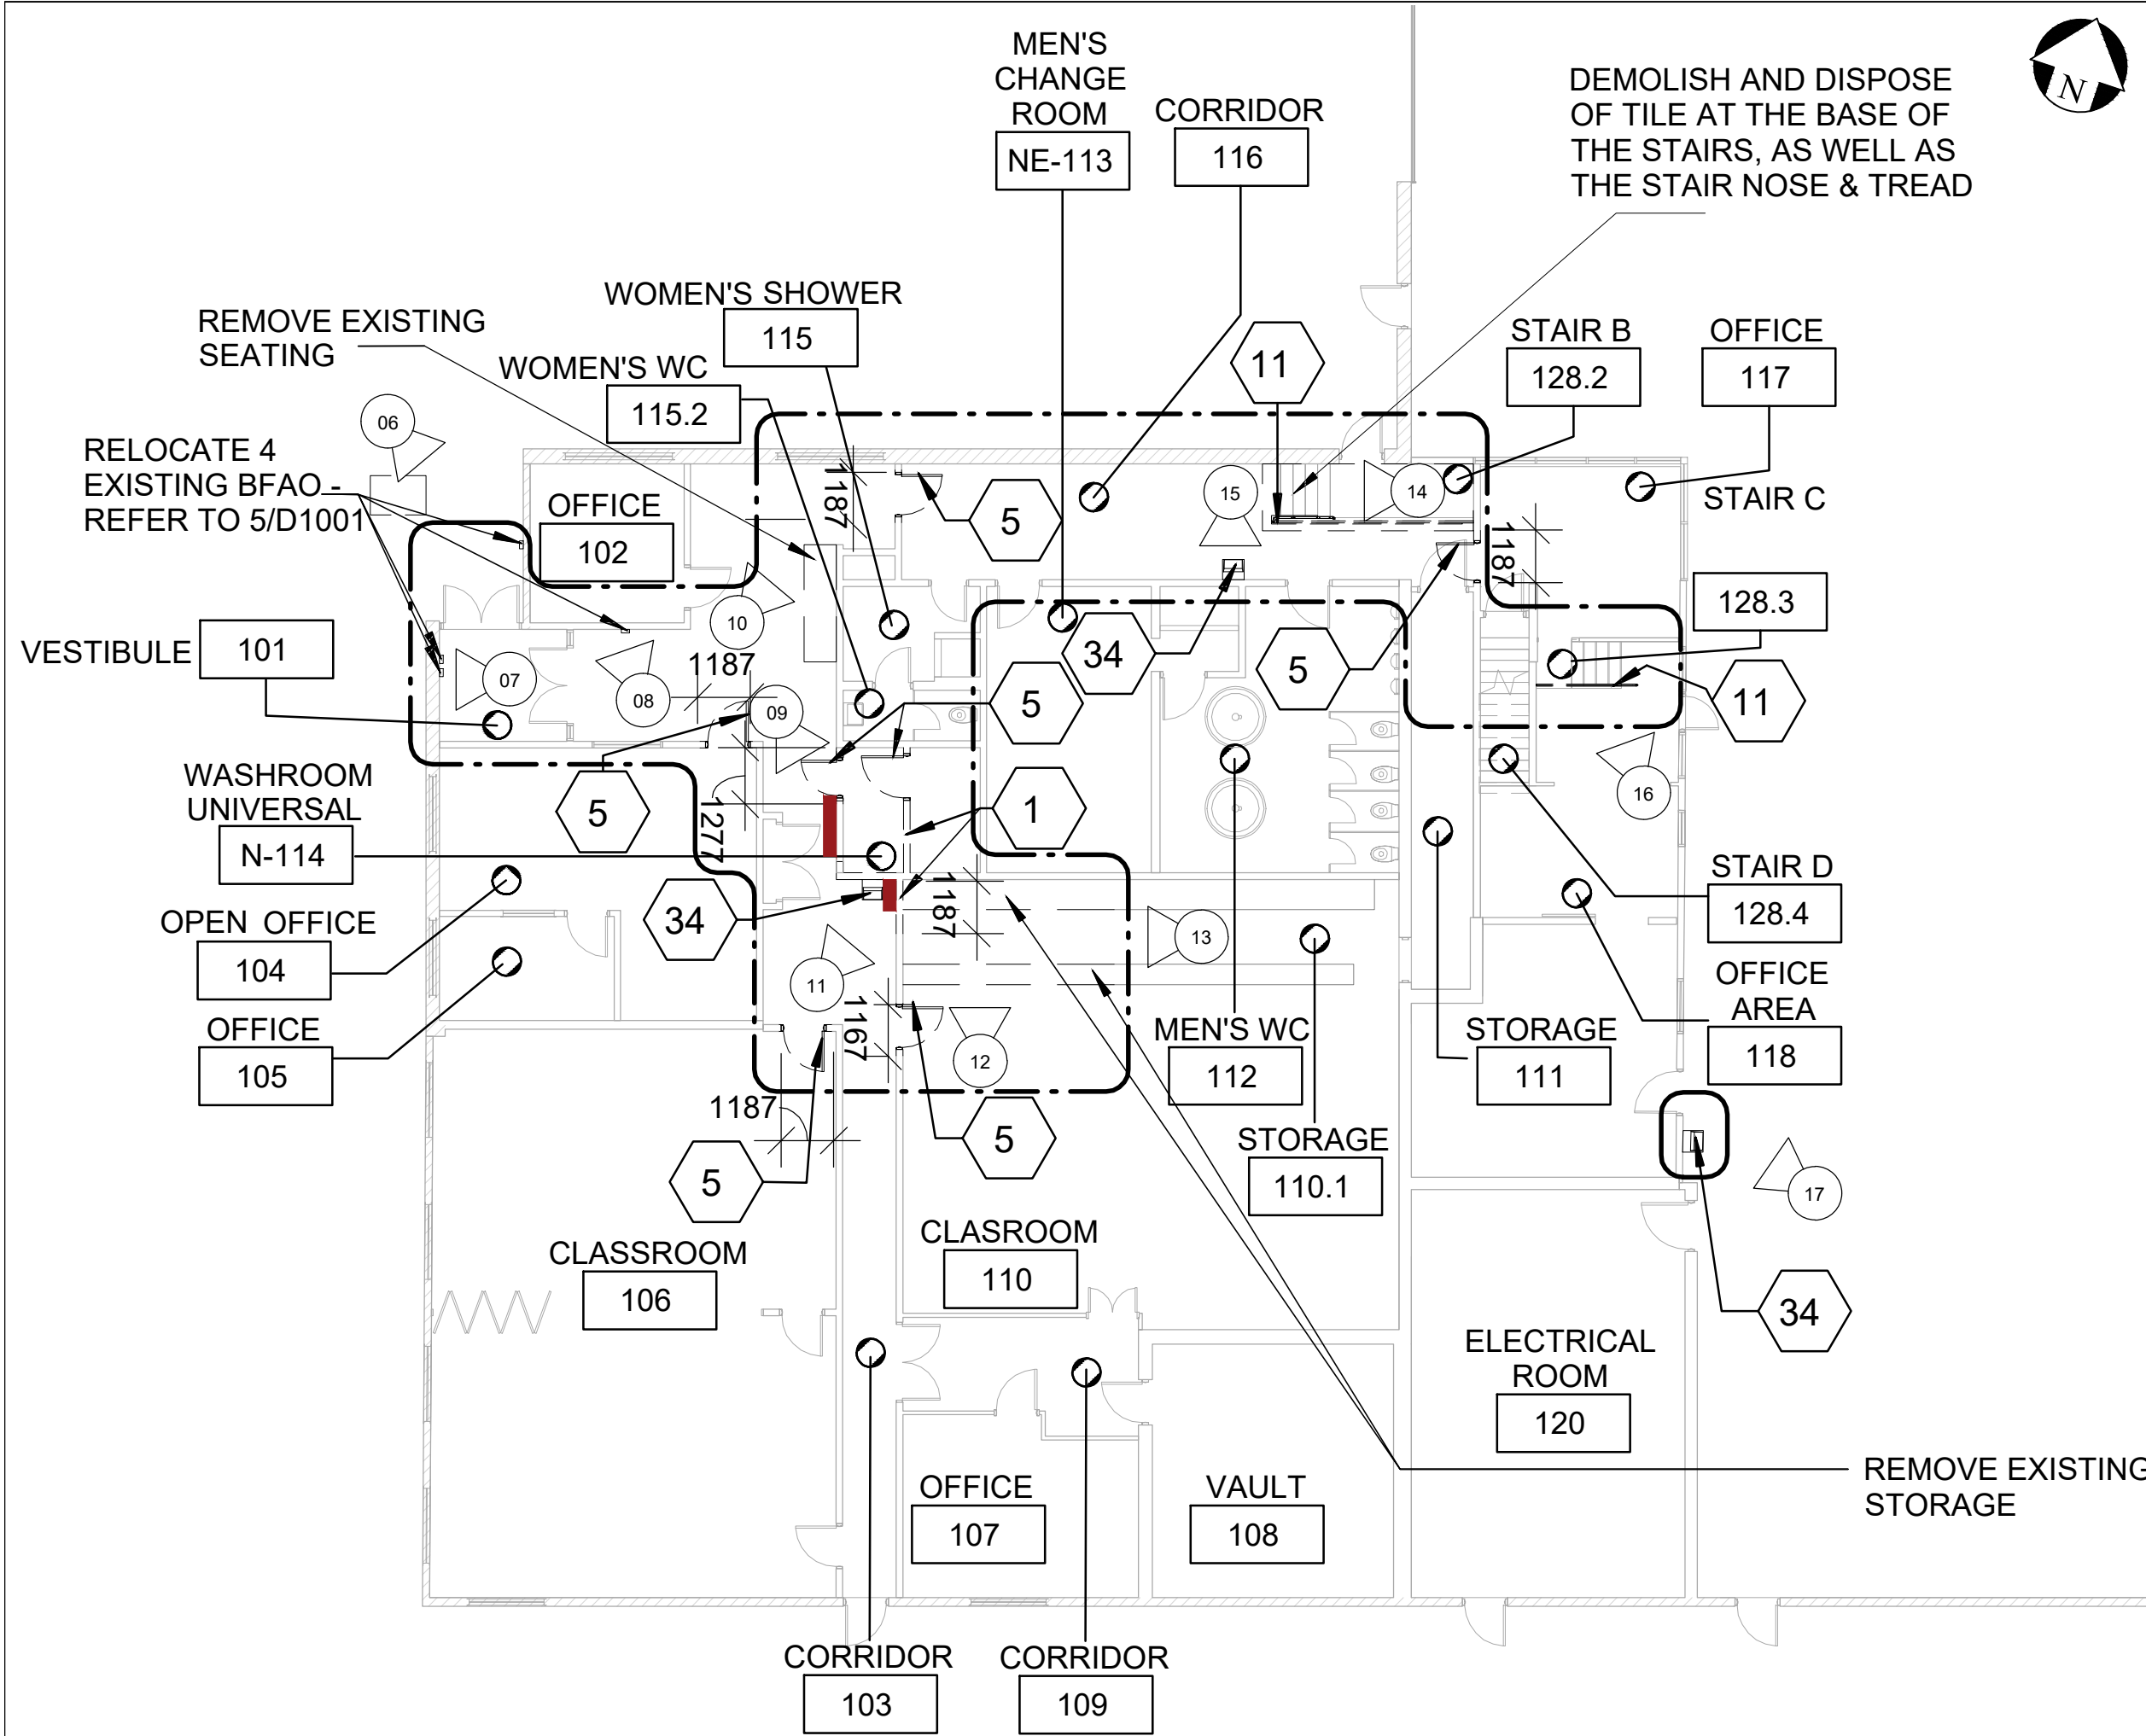 MEN'S
CHANGE
ROOM
NE-113
CORRIDOR
116
DEMOLISH AND DISPOSE
OF TILE AT THE BASE OF
THE STAIRS, AS WELL AS
THE STAIR NOSE & TREAD
N
REMOVE EXISTING
SEATING
WOMEN'S SHOWER
115
WOMEN'S WC
115.2
11
STAIR B
128.2
OFFICE
117
06
RELOCATE 4
EXISTING BFAO -
REFER TO 5/D1001
OFFICE
102
1187
5
15
14
STAIR C
1187
128.3
VESTIBULE
101
07
08
10
1187
09
34
5
5
11
WASHROOM
UNIVERSAL
N-114
5
1277
1
16
STAIR D
128.4
OPEN OFFICE
104
34
1187
13
11
OFFICE
105
1167
12
MEN'S WC
112
STORAGE
111
OFFICE
AREA
118
1187
5
5
STORAGE
110.1
17
CLASSROOM
106
CLASROOM
110
34
ELECTRICAL
ROOM
120
OFFICE
107
VAULT
108
REMOVE EXISTING
STORAGE
CORRIDOR
103
CORRIDOR
109